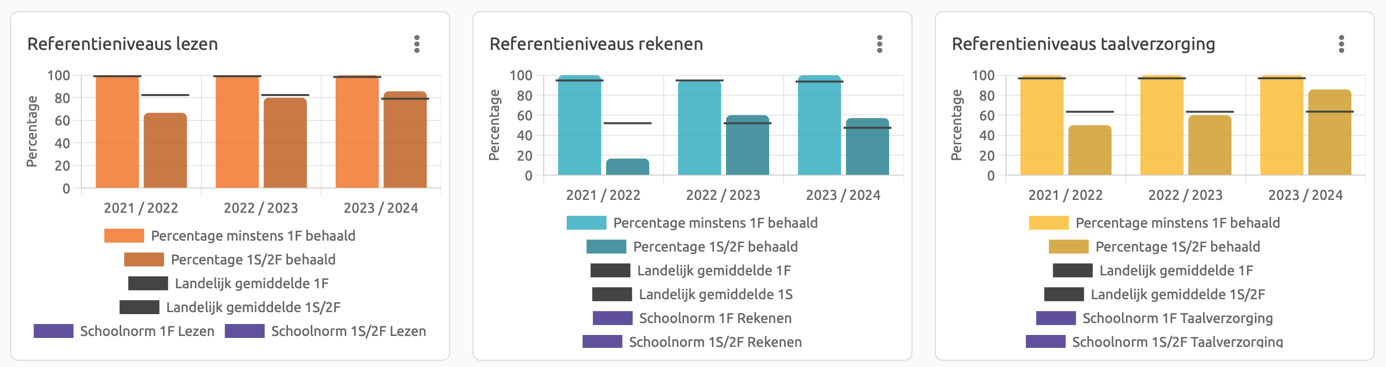 Referentieniveaus lezen
Percentage
100
80
60
40
20
0
2021 / 2022
2022 / 2023
2023 / 2024
Percentage minstens 1F behaald
Percentage 1S/2F behaald
Landelijk gemiddelde 1F
Landelijk gemiddelde 1S/2F
Schoolnorm 1F Lezen Schoolnorm 1S/2F Lezen
Referentieniveaus rekenen
Percentage
100
80
60
40
20
0
2021 / 2022
2022 / 2023
2023 / 2024
Percentage minstens 1F behaald
Percentage 1S/2F behaald
Landelijk gemiddelde 1F
Landelijk gemiddelde 1S
Schoolnorm 1F Rekenen
Schoolnorm 1S/2F Rekenen
Referentieniveaus taalverzorging
Percentage
100
80
60
40
20
0
2021 / 2022
2022 / 2023
2023 / 2024
Percentage minstens 1F behaald
Percentage 1S/2F behaald
Landelijk gemiddelde 1F
Landelijk gemiddelde 1S/2F
Schoolnorm 1F Taalverzorging
Schoolnorm 1S/2F Taalverzorging